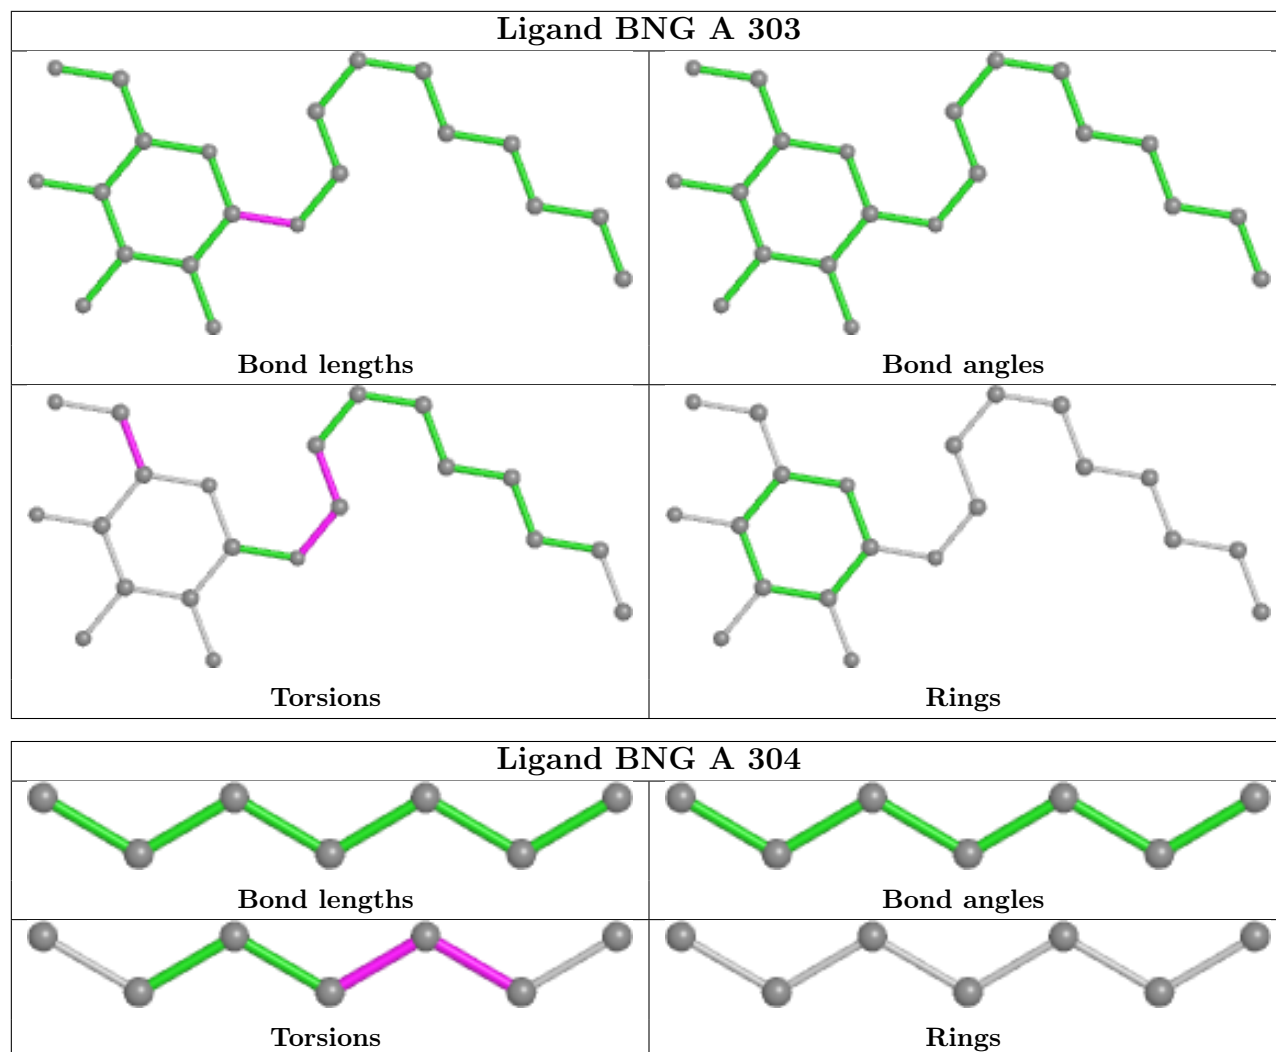 Ligand BNG A 303
Bond lengths
Bond angles
Torsions
Rings
Ligand BNG A 304
Bond lengths
Bond angles
Torsions
Rings